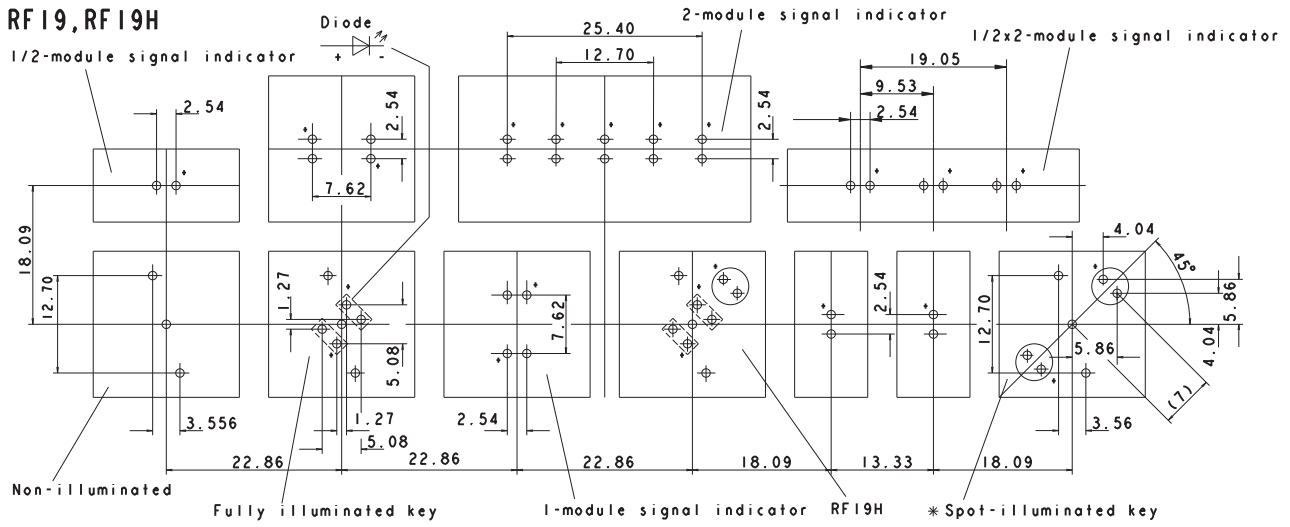 RF19,RF19H
Diode
2-module signal indicator
1/2-module signal indicator
+ -
25.40
1/2x2-module signal indicator
12.70
19.05
9.53
2.54
2.54
2.54
2.54
+ + + + + + +
+ + + +
7.62
18.09
4.04
45°
12.70
1.27
2.54
12.70
5.86
7.62
5.08
5.86
4.04
(7)
3.556
1.27
2.54
3.56
5.08
22.86
22.86
22.86
18.09
13.33
18.09
Non-illuminated
Fully illuminated key
1-module signal indicator
RF19H
* Spot-illuminated key